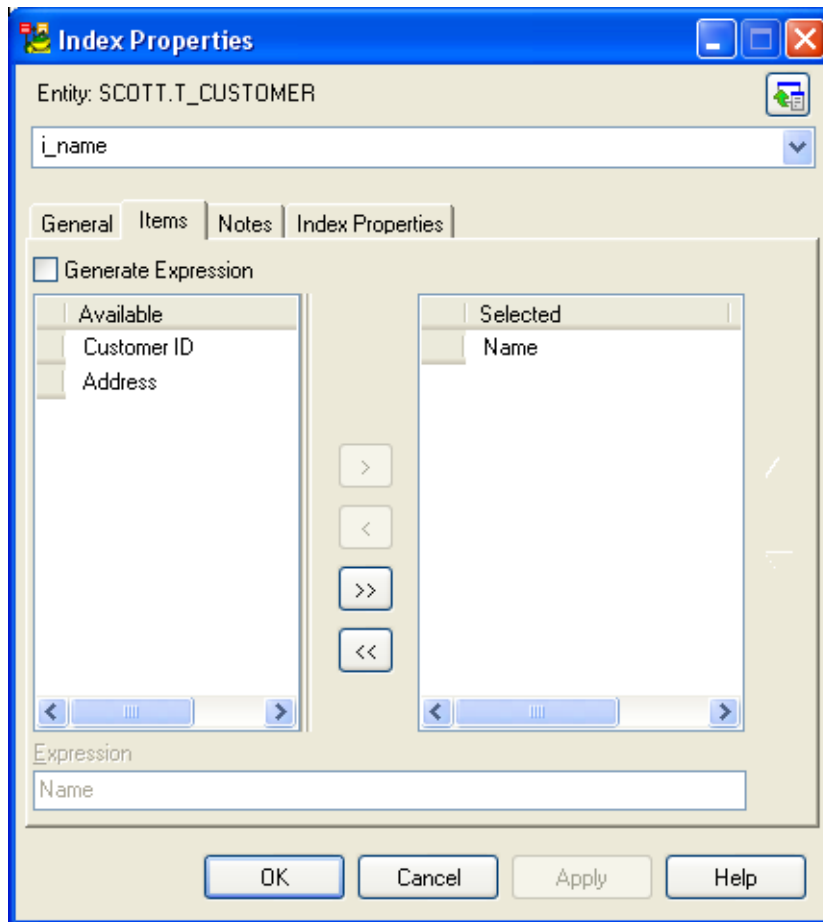 Index Properties
Entity: SCOTT.T_CUSTOMER
i_name
General Items Notes Index Properties
Generate Expression
Available Selected
Customer ID Name
Address
>
<
>>
<<
Expression
Name
OK Cancel Apply Help